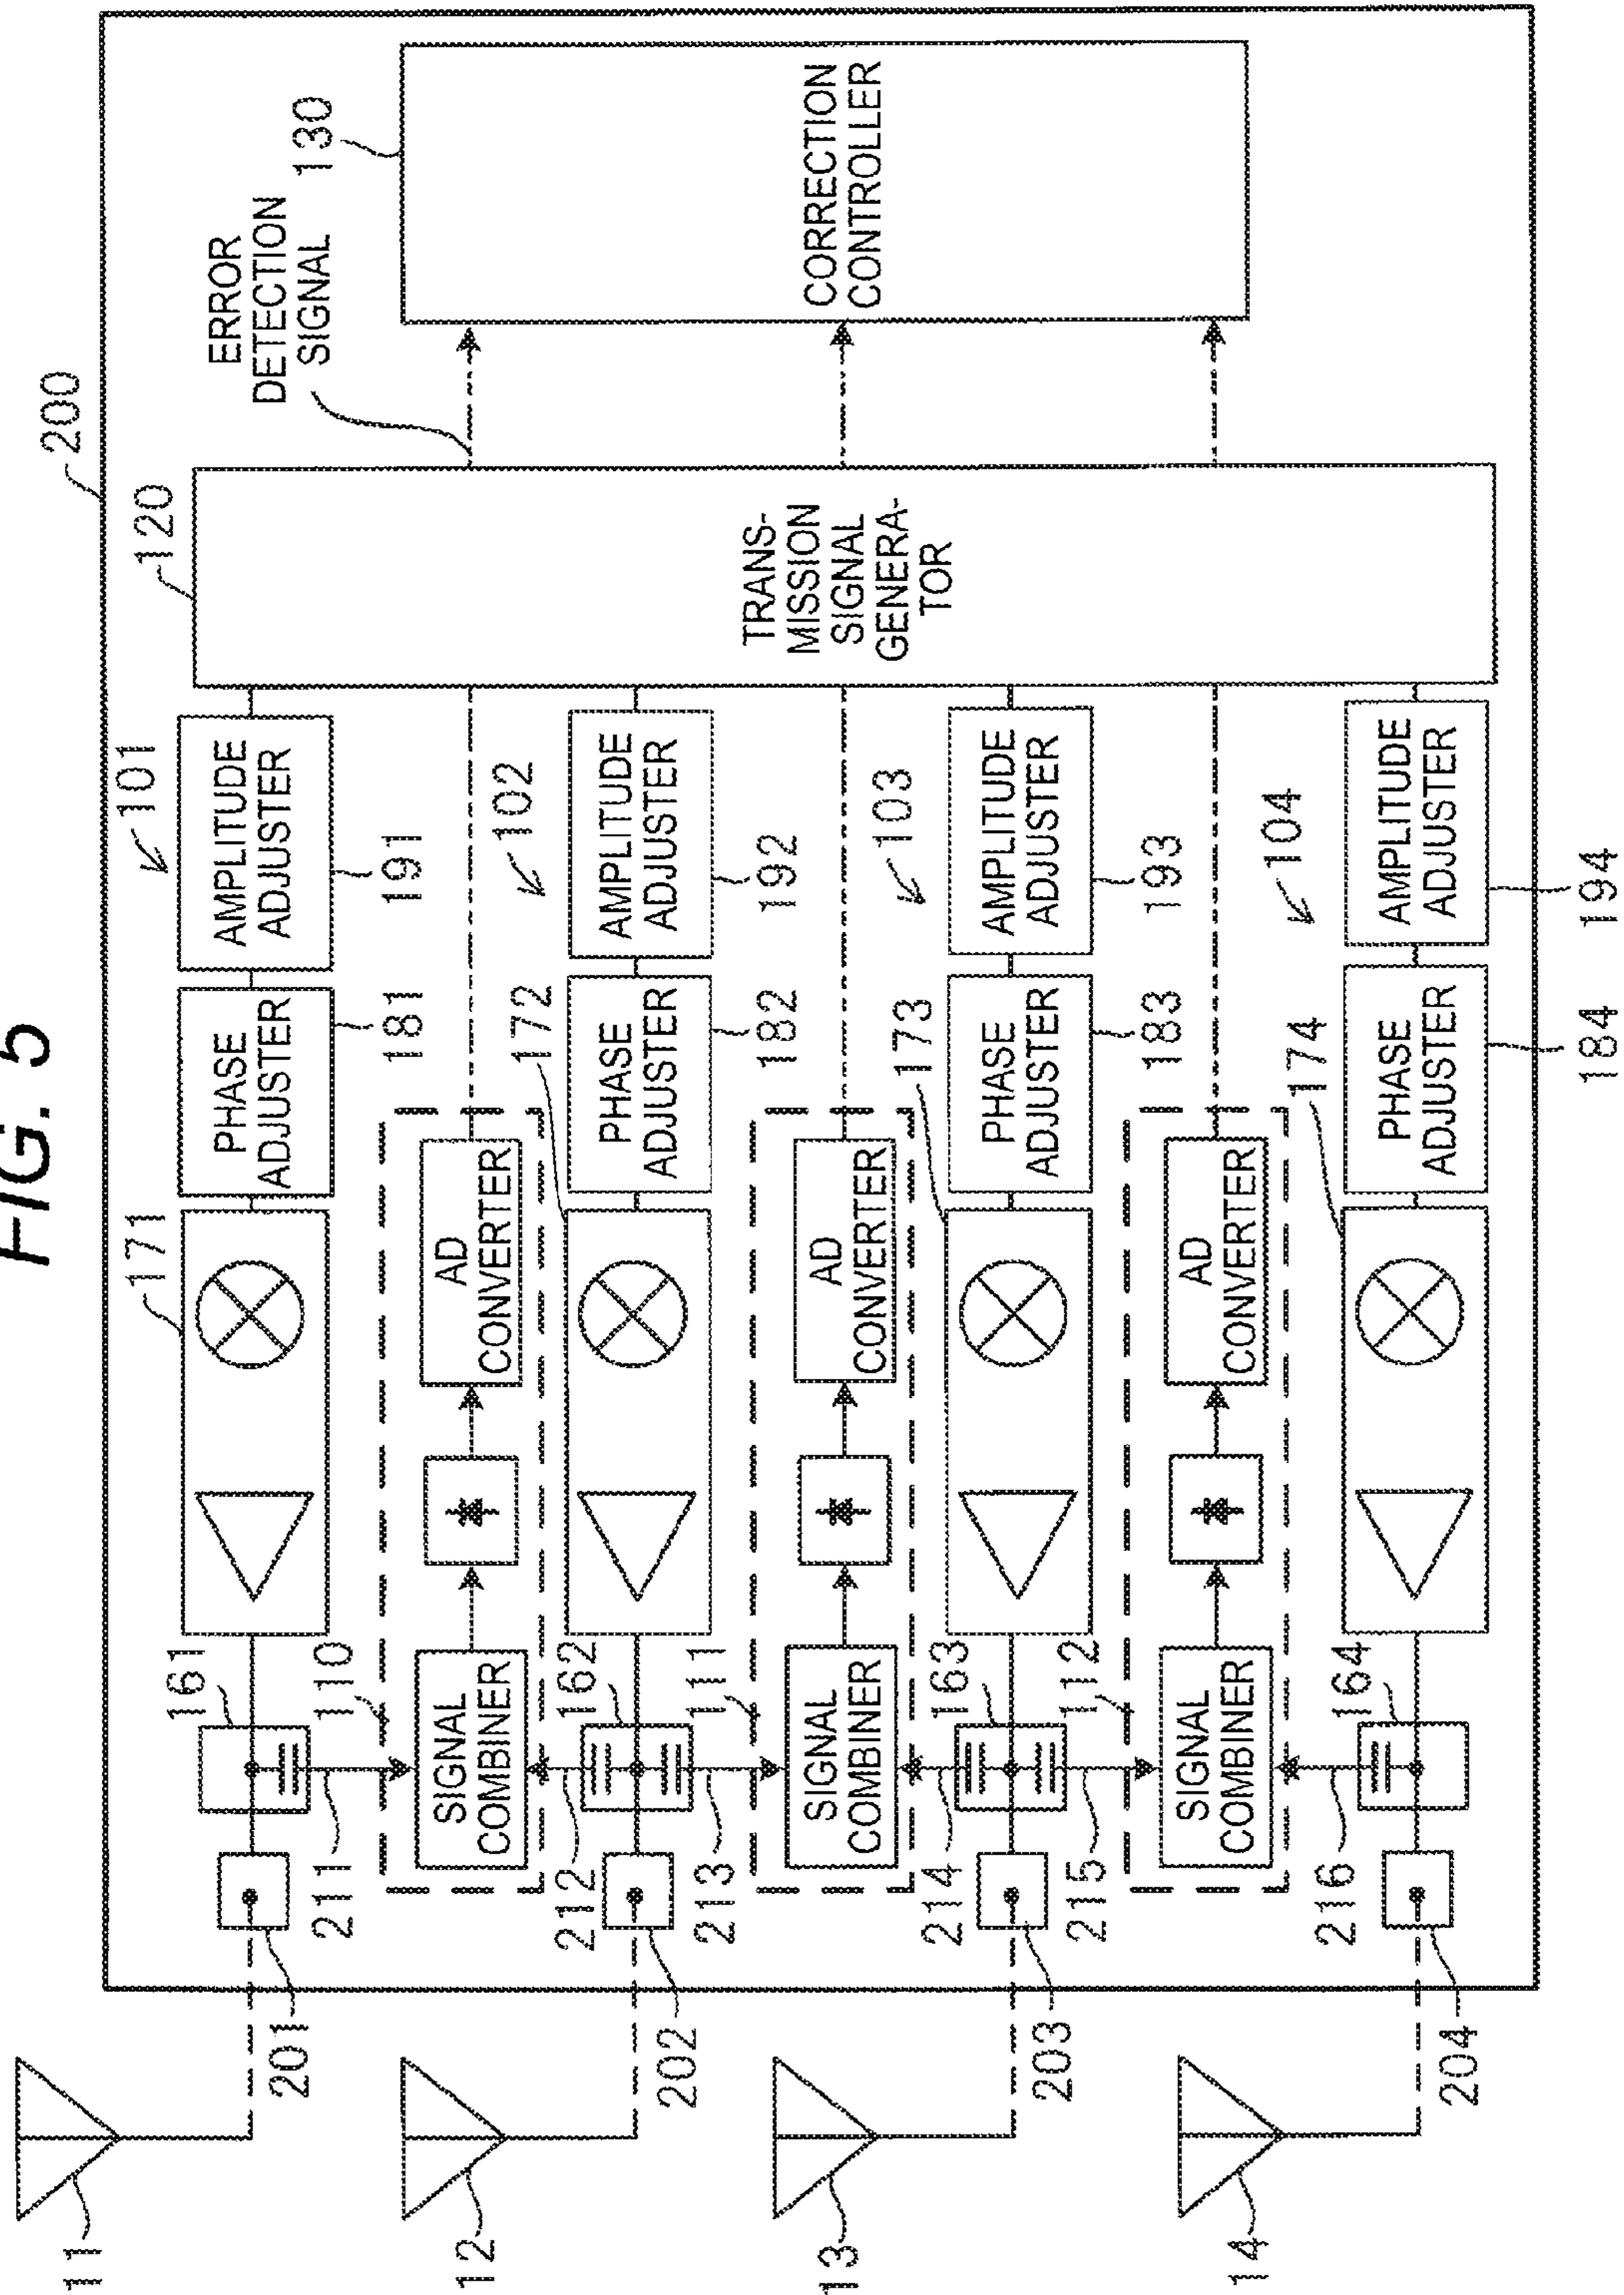 FIG. 5
200
120
ERROR
DETECTION
SIGNAL
130
11
201
161
171
PHASE
ADJUSTER
181
AMPLITUDE
ADJUSTER
191
101
211
110
SIGNAL
COMBINER
AD
CONVERTER
102
12
202
212
162
213
172
PHASE
ADJUSTER
182
AMPLITUDE
ADJUSTER
192
111
SIGNAL
COMBINER
AD
CONVERTER
103
TRANS-
MISSION
SIGNAL
GENERA-
TOR
CORRECTION
CONTROLLER
13
203
214
163
215
173
PHASE
ADJUSTER
183
AMPLITUDE
ADJUSTER
193
112
SIGNAL
COMBINER
AD
CONVERTER
104
14
204
216
164
174
PHASE
ADJUSTER
184
AMPLITUDE
ADJUSTER
194